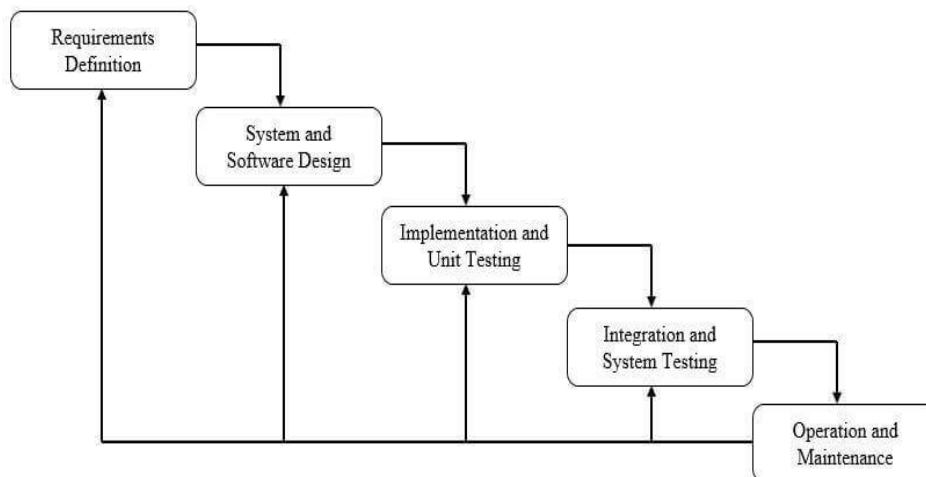 Requirements
Definition
System and
Software Design
Implementation and
Unit Testing
Integration and
System Testing
Operation and
Maintenance